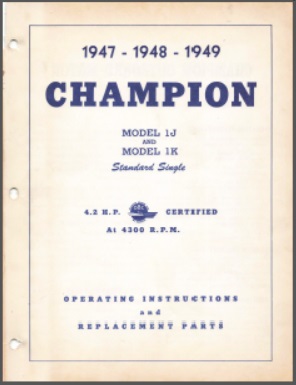 1947 - 1948 - 1949
CHAMPION
MODEL 1J
AND
MODEL 1K
Standard Single
4.2 H.P. CERTIFIED
At 4300 R.P.M.
OPERATING INSTRUCTIONS
and
REPLACEMENT PARTS